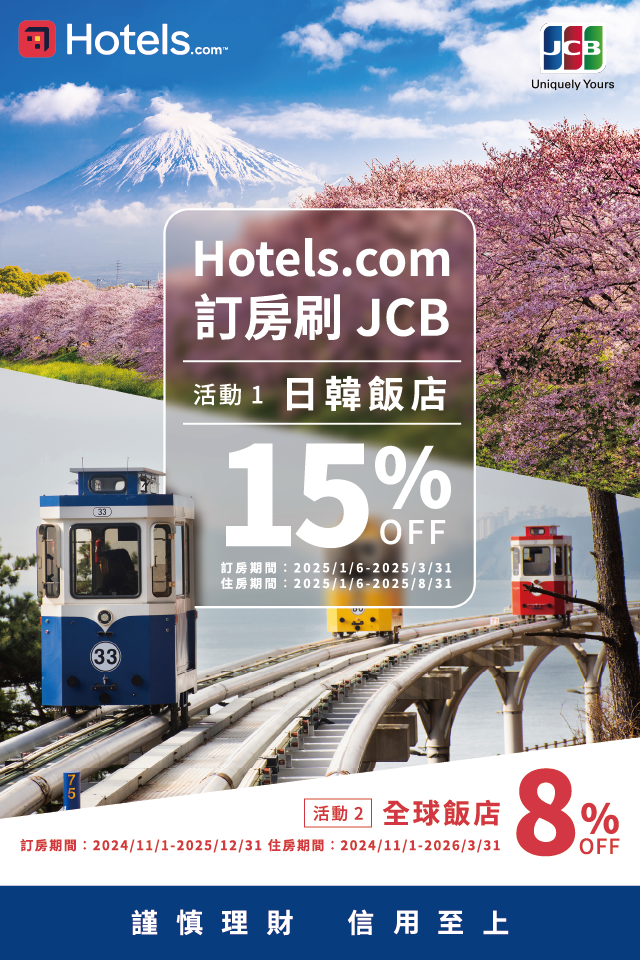 Hotels.com™
JCB
Uniquely Yours
Hotels.com
訂房刷 JCB
活動 1 日韓飯店
15% OFF
訂房期間：2025/1/6-2025/3/31
住房期間：2025/1/6-2025/8/31
33
33
75
活動 2 全球飯店 8% OFF
訂房期間：2024/11/1-2025/12/31 住房期間：2024/11/1-2026/3/31
謹慎理財 信用至上